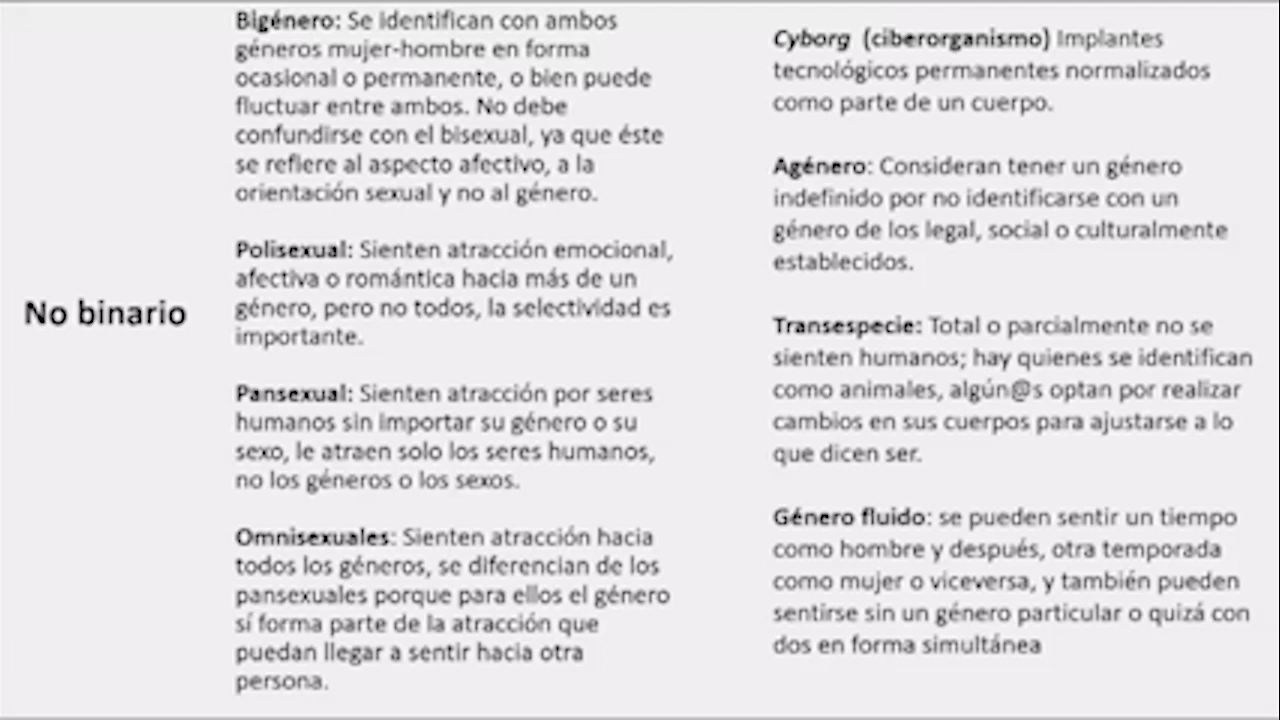 No binario
Bigénero: Se identifican con ambos
géneros mujer-hombre en forma
ocasional o permanente, o bien puede
fluctuar entre ambos. No debe
confundirse con el bisexual, ya que éste
se refiere al aspecto afectivo, a la
orientación sexual y no al género.
Polisexual: Sienten atracción emocional,
afectiva o romántica hacia más de un
género, pero no todos, la selectividad es
importante.
Pansexual: Sienten atracción por seres
humanos sin importar su género o su
sexo, le atraen solo los seres humanos,
no los géneros o los sexos.
Omnisexuales: Sienten atracción hacia
todos los géneros, se diferencian de los
pansexuales porque para ellos el género
sí forma parte de la atracción que
puedan llegar a sentir hacia otra
persona.
Cyborg (ciberorganismo) Implantes
tecnológicos permanentes normalizados
como parte de un cuerpo.
Agénero: Consideran tener un género
indefinido por no identificarse con un
género de los legal, social o culturalmente
establecidos.
Transespecie: Total o parcialmente no se
sienten humanos; hay quienes se identifican
como animales, algún@s optan por realizar
cambios en sus cuerpos para ajustarse a lo
que dicen ser.
Género fluido: se pueden sentir un tiempo
como hombre y después, otra temporada
como mujer o viceversa, y también pueden
sentirse sin un género particular o quizá con
dos en forma simultánea